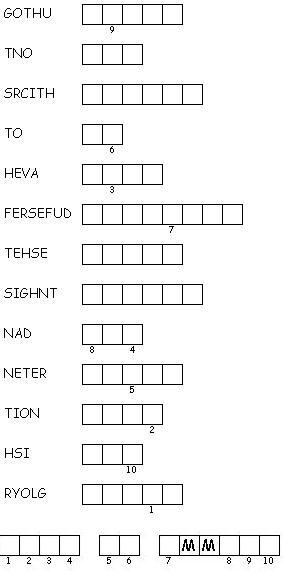 GOTHU
9
TNO
SRCITH
TO
6
HEVA
3
FERSEFUD
7
TEHSE
SIGHNT
NAD
8 4
NETER
5
TION
2
HSI
10
RYOLG
1
M M
1 2 3 4 5 6 7 8 9 10